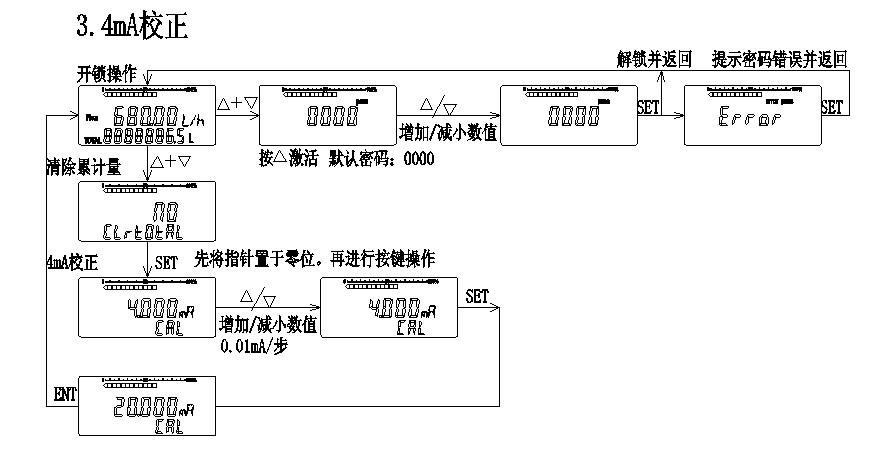 3.4mA校正
解锁并返回 提示密码错误并返回
开锁操作
Flow 680.00 L/h
TOTAL 8888886.5 L
△+▽
0000
△/▽
增加/减小数值
0000
SET
Error
SET
按△激活 默认密码：0000
清除累计量
△+▽
NO
CLrtOtAL
4mA校正
SET
先将指针置于零位。再进行按键操作
4.000 mA
CAL
△/▽
增加/减小数值
0.01mA/步
4.000 mA
CAL
SET
ENT
20.000 mA
CAL